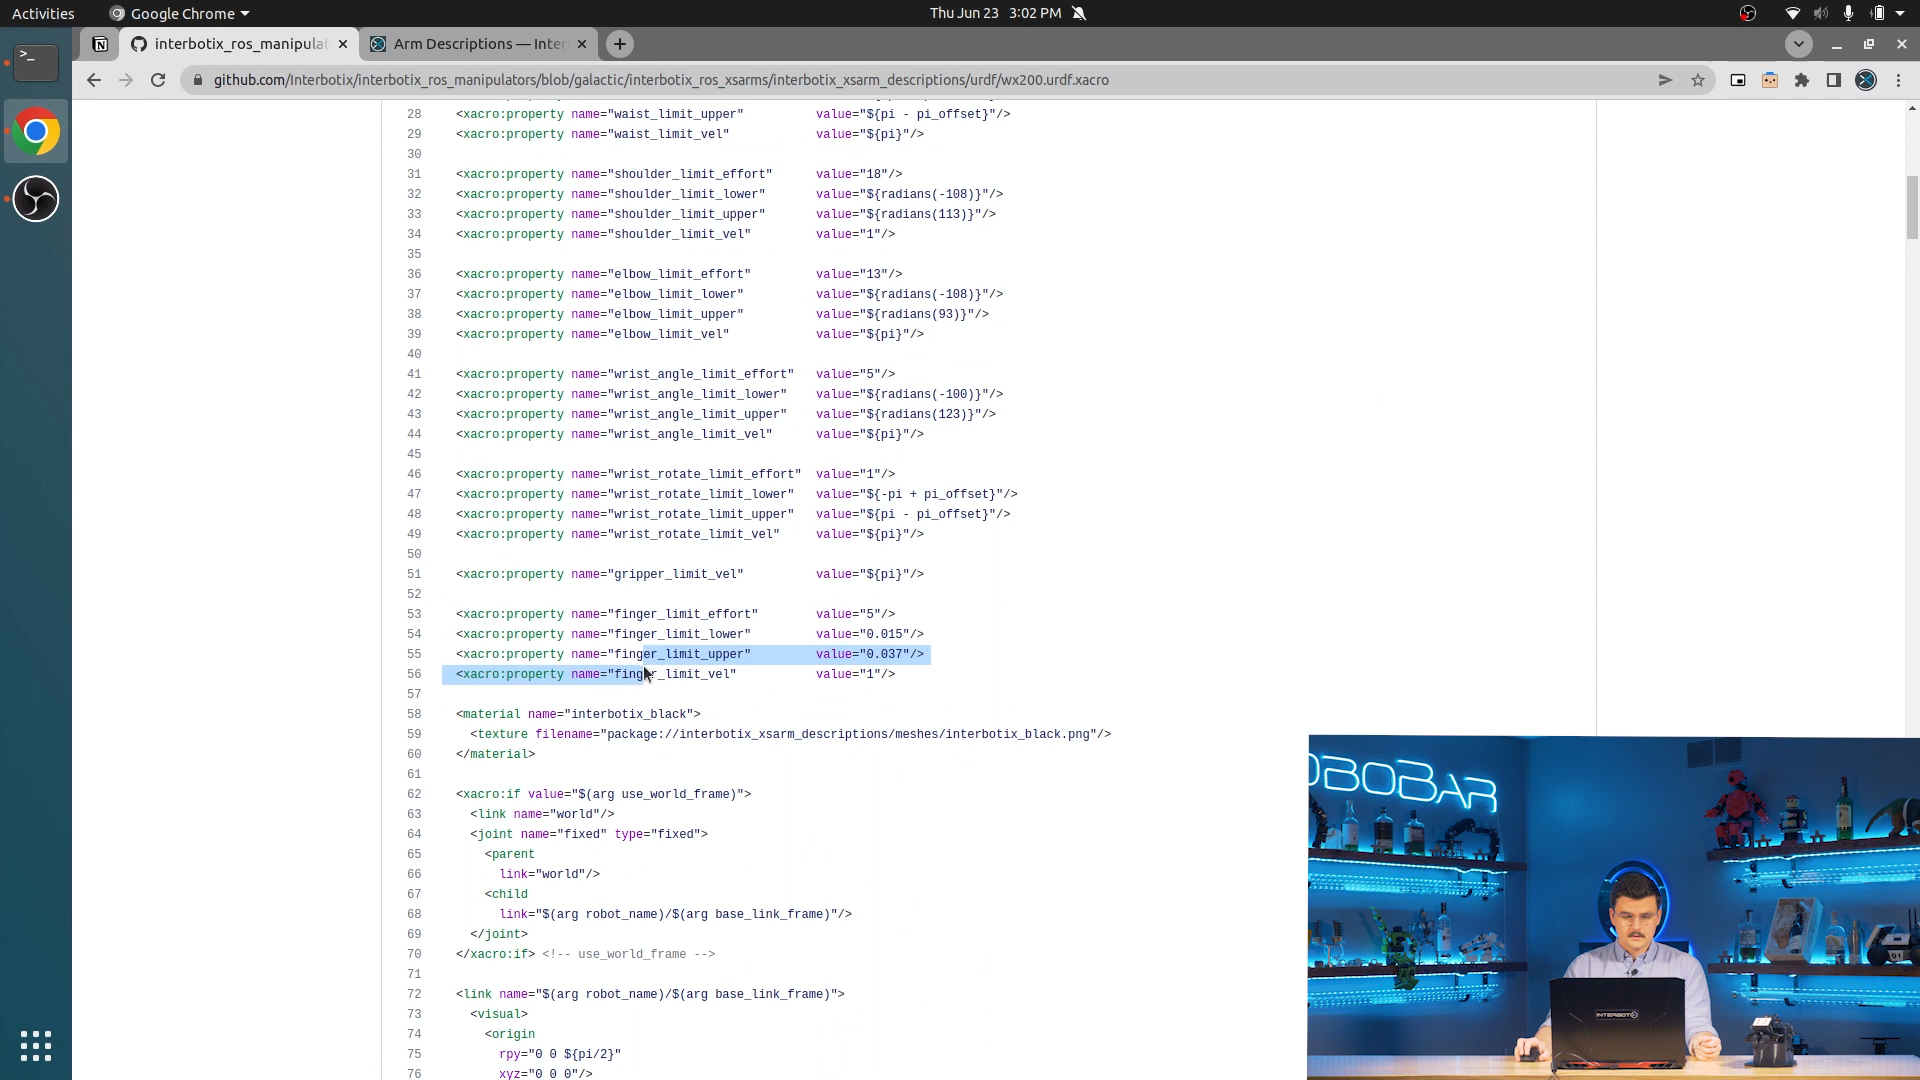 Activities
Google Chrome
Thu Jun 23 3:02 PM
interbotix_ros_manipulat
Arm Descriptions — Inter
github.com/Interbotix/interbotix_ros_manipulators/blob/galactic/interbotix_ros_xsarms/interbotix_xsarm_descriptions/urdf/wx200.urdf.xacro
28 <xacro:property name="waist_limit_upper" value="${pi - pi_offset}"/>
29 <xacro:property name="waist_limit_vel" value="${pi}"/>
30
31 <xacro:property name="shoulder_limit_effort" value="18"/>
32 <xacro:property name="shoulder_limit_lower" value="${radians(-108)}"/>
33 <xacro:property name="shoulder_limit_upper" value="${radians(113)}"/>
34 <xacro:property name="shoulder_limit_vel" value="1"/>
35
36 <xacro:property name="elbow_limit_effort" value="13"/>
37 <xacro:property name="elbow_limit_lower" value="${radians(-108)}"/>
38 <xacro:property name="elbow_limit_upper" value="${radians(93)}"/>
39 <xacro:property name="elbow_limit_vel" value="${pi}"/>
40
41 <xacro:property name="wrist_angle_limit_effort" value="5"/>
42 <xacro:property name="wrist_angle_limit_lower" value="${radians(-100)}"/>
43 <xacro:property name="wrist_angle_limit_upper" value="${radians(123)}"/>
44 <xacro:property name="wrist_angle_limit_vel" value="${pi}"/>
45
46 <xacro:property name="wrist_rotate_limit_effort" value="1"/>
47 <xacro:property name="wrist_rotate_limit_lower" value="${-pi + pi_offset}"/>
48 <xacro:property name="wrist_rotate_limit_upper" value="${pi - pi_offset}"/>
49 <xacro:property name="wrist_rotate_limit_vel" value="${pi}"/>
50
51 <xacro:property name="gripper_limit_vel" value="${pi}"/>
52
53 <xacro:property name="finger_limit_effort" value="5"/>
54 <xacro:property name="finger_limit_lower" value="0.015"/>
55 <xacro:property name="finger_limit_upper" value="0.037"/>
56 <xacro:property name="finger_limit_vel" value="1"/>
57
58 <material name="interbotix_black">
59 <texture filename="package://interbotix_xsarm_descriptions/meshes/interbotix_black.png"/>
60 </material>
61
62 <xacro:if value="$(arg use_world_frame)">
63 <link name="world"/>
64 <joint name="fixed" type="fixed">
65 <parent
66 link="world"/>
67 <child
68 link="$(arg robot_name)/$(arg base_link_frame)"/>
69 </joint>
70 </xacro:if> <!-- use_world_frame -->
71
72 <link name="$(arg robot_name)/$(arg base_link_frame)">
73 <visual>
74 <origin
75 rpy="0 0 ${pi/2}"
76 xyz="0 0 0"/>
OBOBAR
INTERBOTIX
01